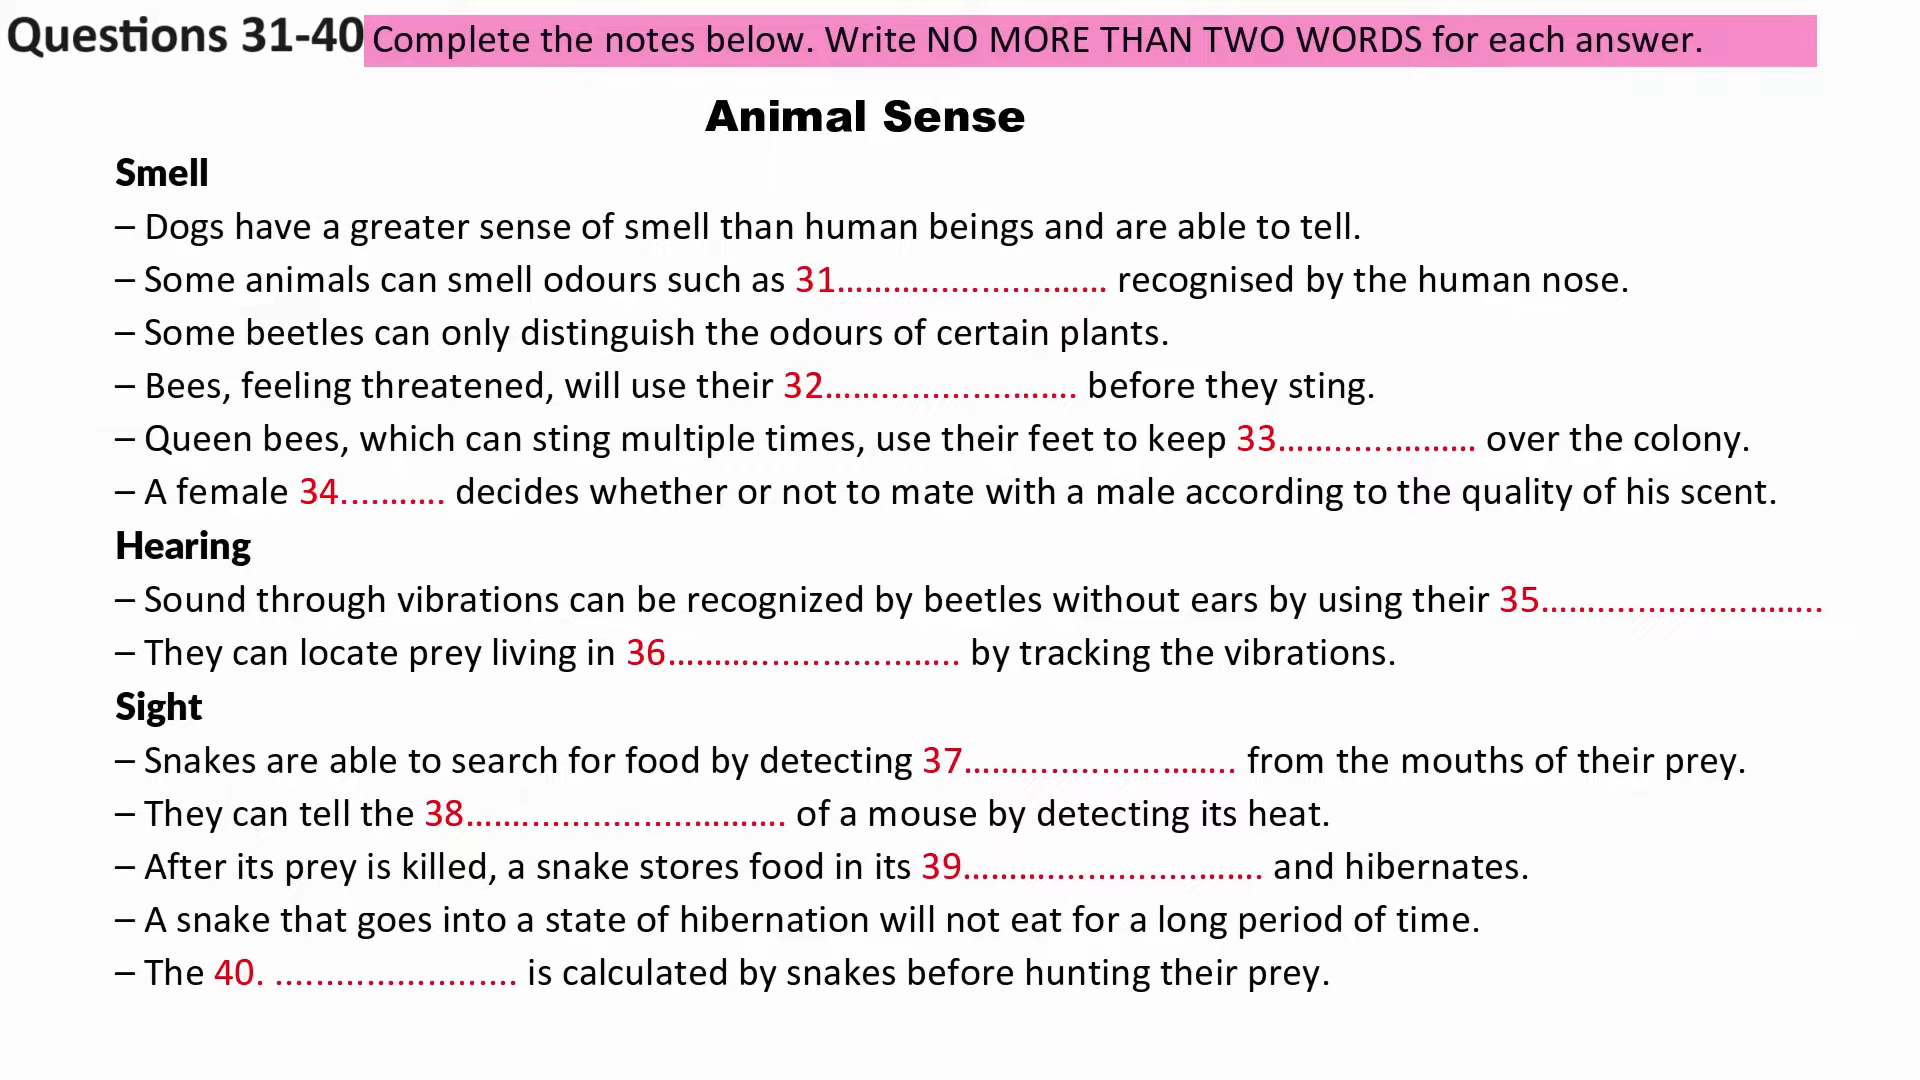 Questions 31-40 Complete the notes below. Write NO MORE THAN TWO WORDS for each answer.
Animal Sense
Smell
– Dogs have a greater sense of smell than human beings and are able to tell.
– Some animals can smell odours such as 31........................... recognised by the human nose.
– Some beetles can only distinguish the odours of certain plants.
– Bees, feeling threatened, will use their 32......................... before they sting.
– Queen bees, which can sting multiple times, use their feet to keep 33.................... over the colony.
– A female 34........... decides whether or not to mate with a male according to the quality of his scent.
Hearing
– Sound through vibrations can be recognized by beetles without ears by using their 35............................
– They can locate prey living in 36............................. by tracking the vibrations.
Sight
– Snakes are able to search for food by detecting 37........................... from the mouths of their prey.
– They can tell the 38................................ of a mouse by detecting its heat.
– After its prey is killed, a snake stores food in its 39.............................. and hibernates.
– A snake that goes into a state of hibernation will not eat for a long period of time.
– The 40. ........................ is calculated by snakes before hunting their prey.